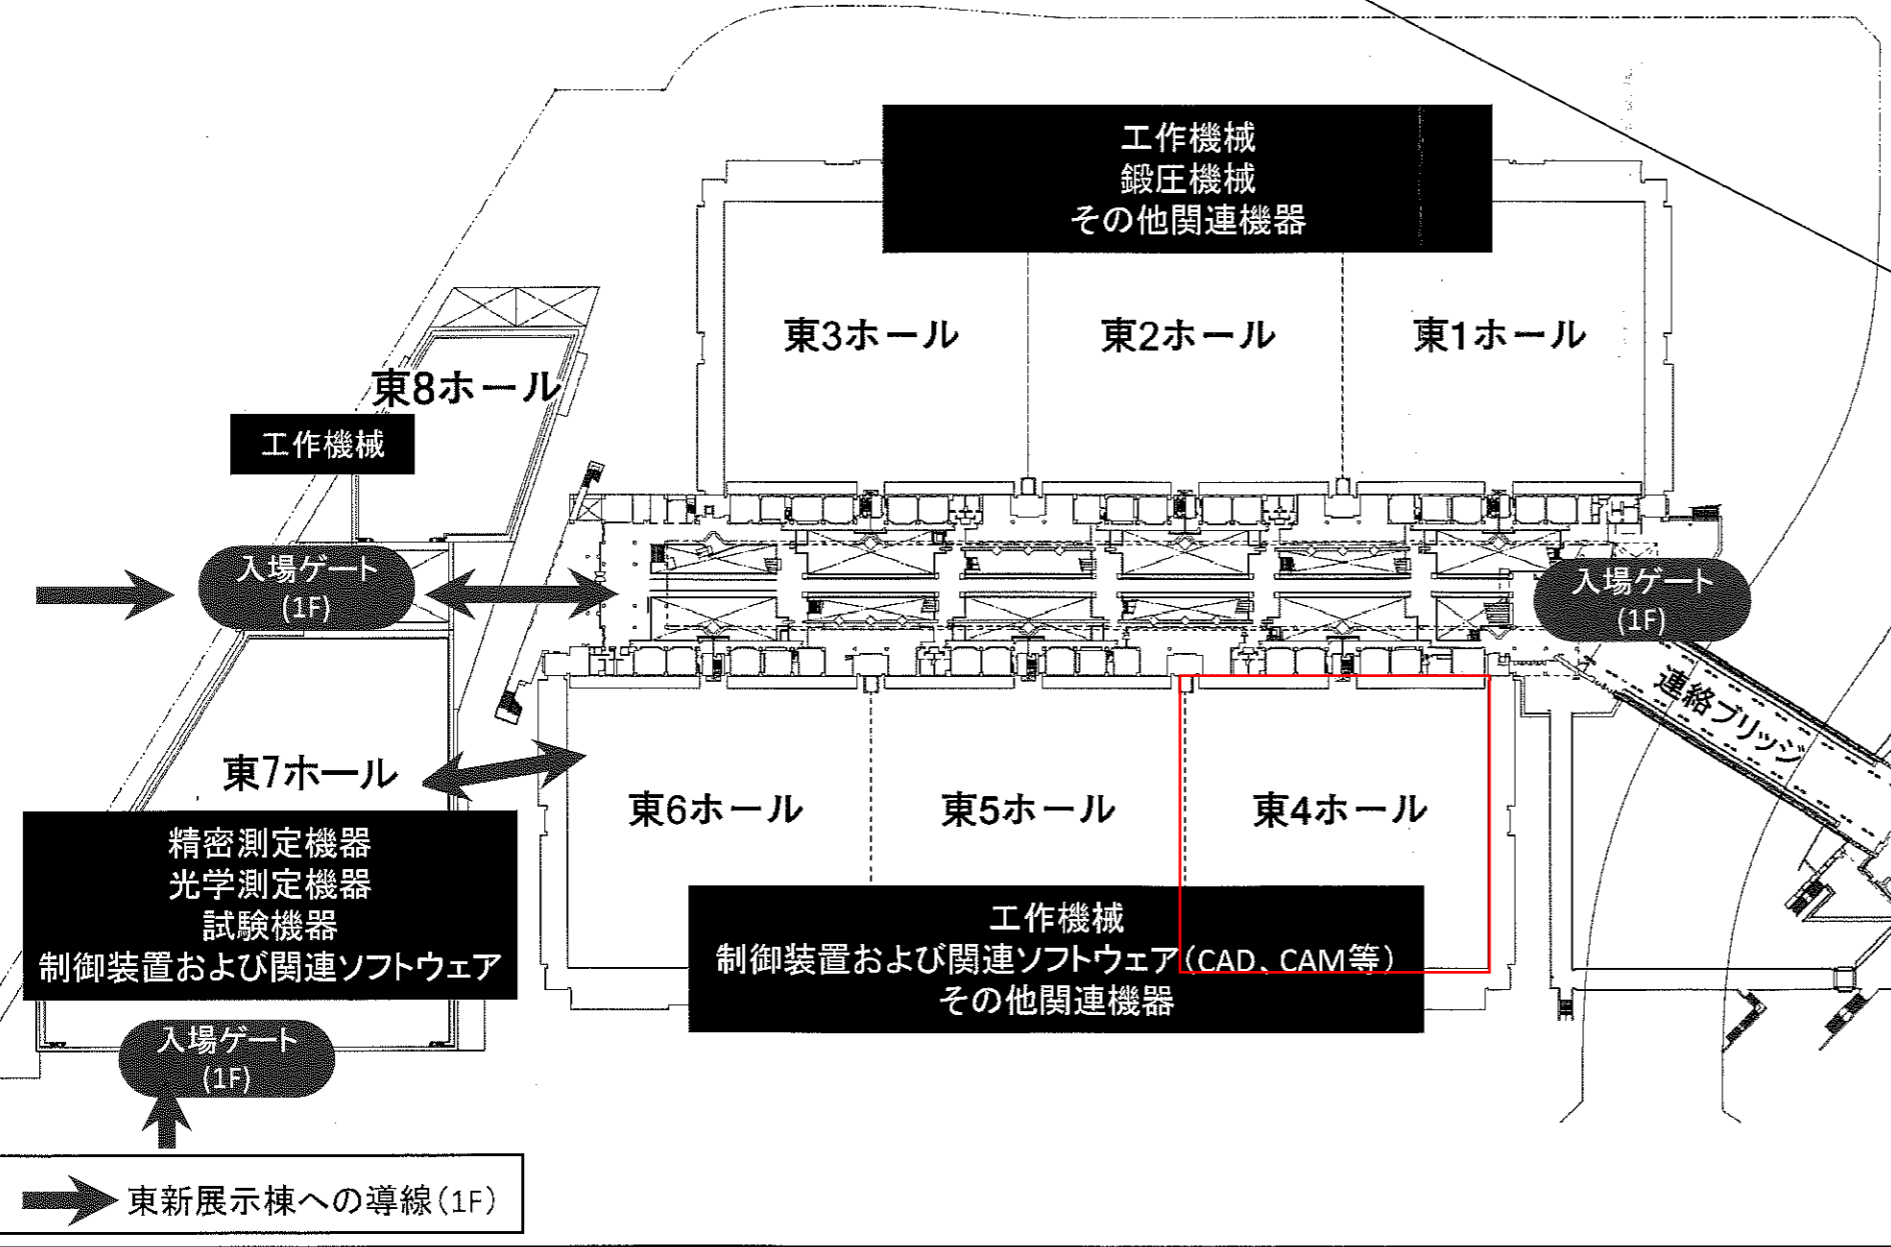 工作機械
鍛圧機械
その他関連機器
東3ホール
東2ホール
東1ホール
東8ホール
工作機械
入場ゲート
(1F)
入場ゲート
(1F)
連絡ブリッジ
東7ホール
東6ホール
東5ホール
東4ホール
精密測定機器
光学測定機器
試験機器
制御装置および関連ソフトウェア
工作機械
制御装置および関連ソフトウェア(CAD、CAM等)
その他関連機器
入場ゲート
(1F)
東新展示棟への導線(1F)